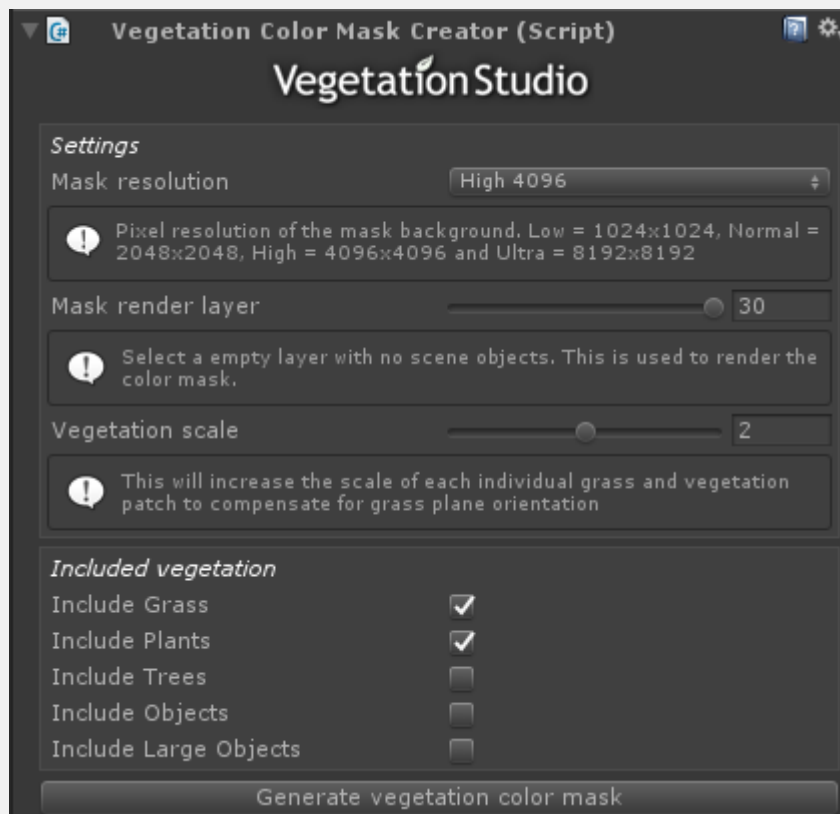 Vegetation Color Mask Creator (Script)
Vegetation Studio
Settings
Mask resolution High 4096
Pixel resolution of the mask background. Low = 1024x1024, Normal =
2048x2048, High = 4096x4096 and Ultra = 8192x8192
Mask render layer 30
Select a empty layer with no scene objects. This is used to render the
color mask.
Vegetation scale 2
This will increase the scale of each individual grass and vegetation
patch to compensate for grass plane orientation
Included vegetation
Include Grass
Include Plants
Include Trees
Include Objects
Include Large Objects
Generate vegetation color mask